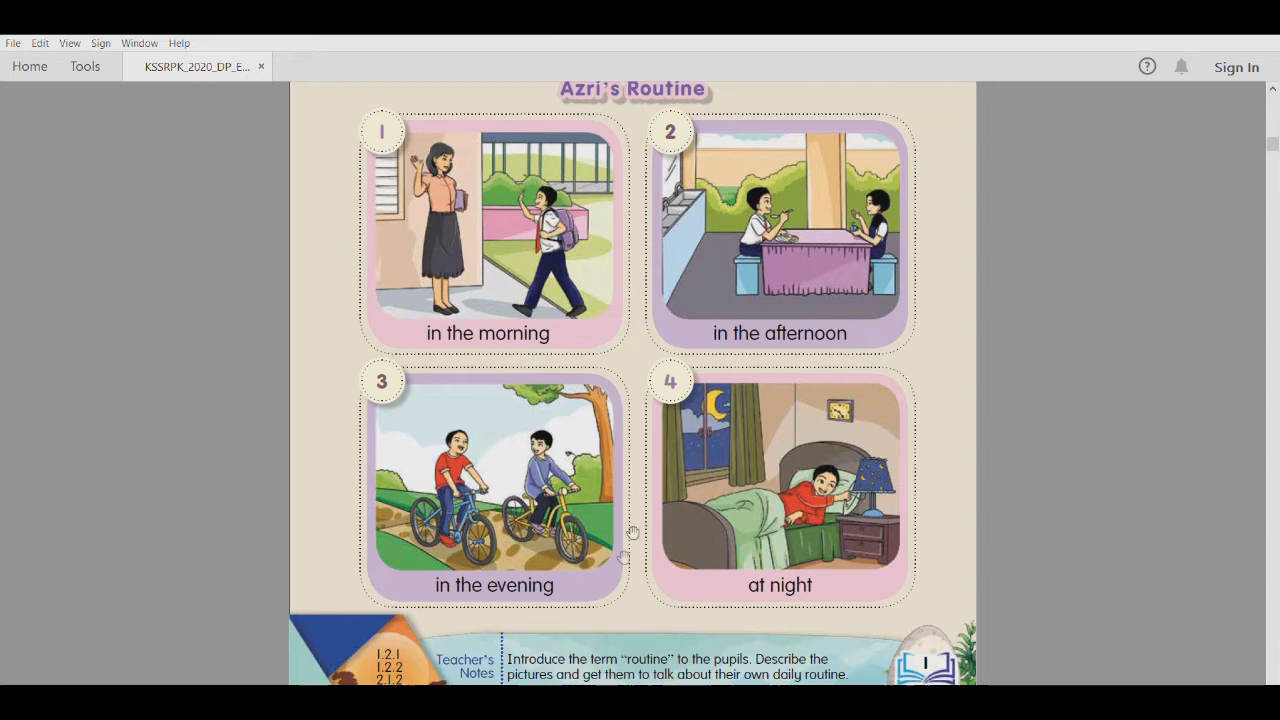 File Edit View Sign Window Help
Home Tools KSSRPK_2020_DP_E... × Sign In
Azri's Routine
1
2
in the morning
in the afternoon
3
4
in the evening
at night
1.2.1
1.2.2
2.1.2
Teacher's
Notes
Introduce the term “routine” to the pupils. Describe the
pictures and get them to talk about their own daily routine.
1